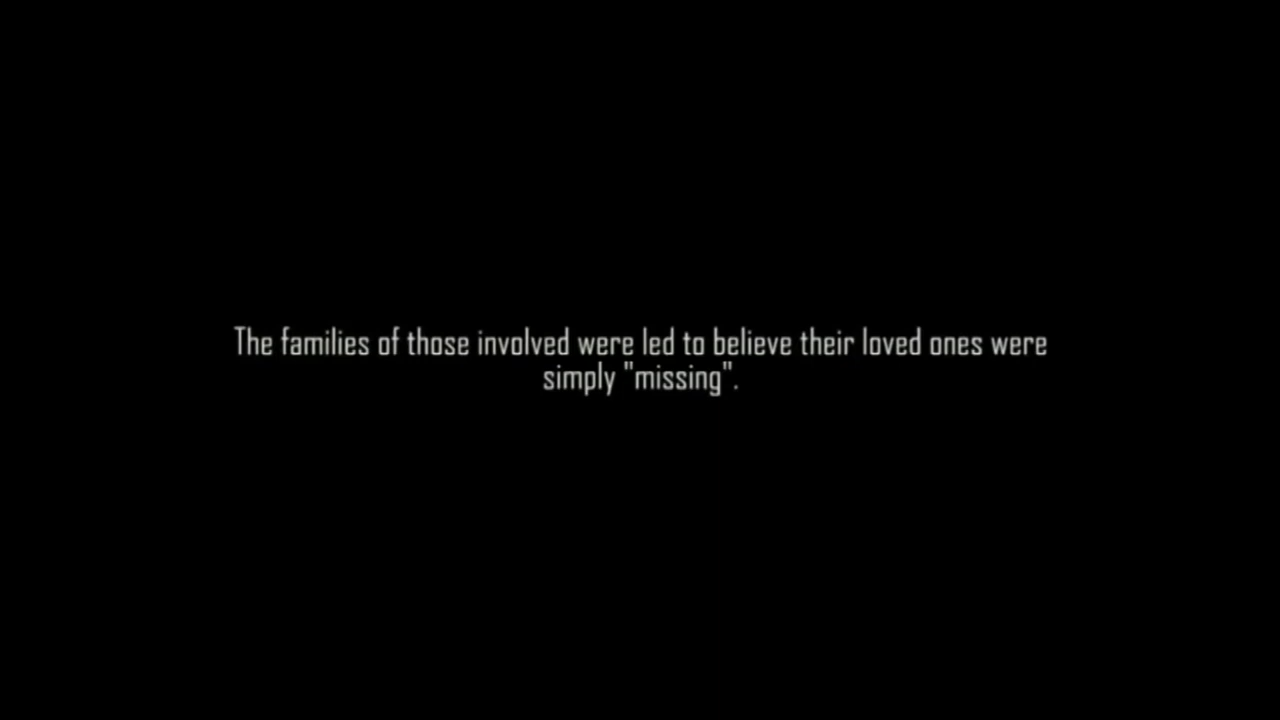 The families of those involved were led to believe their loved ones were
simply "missing".